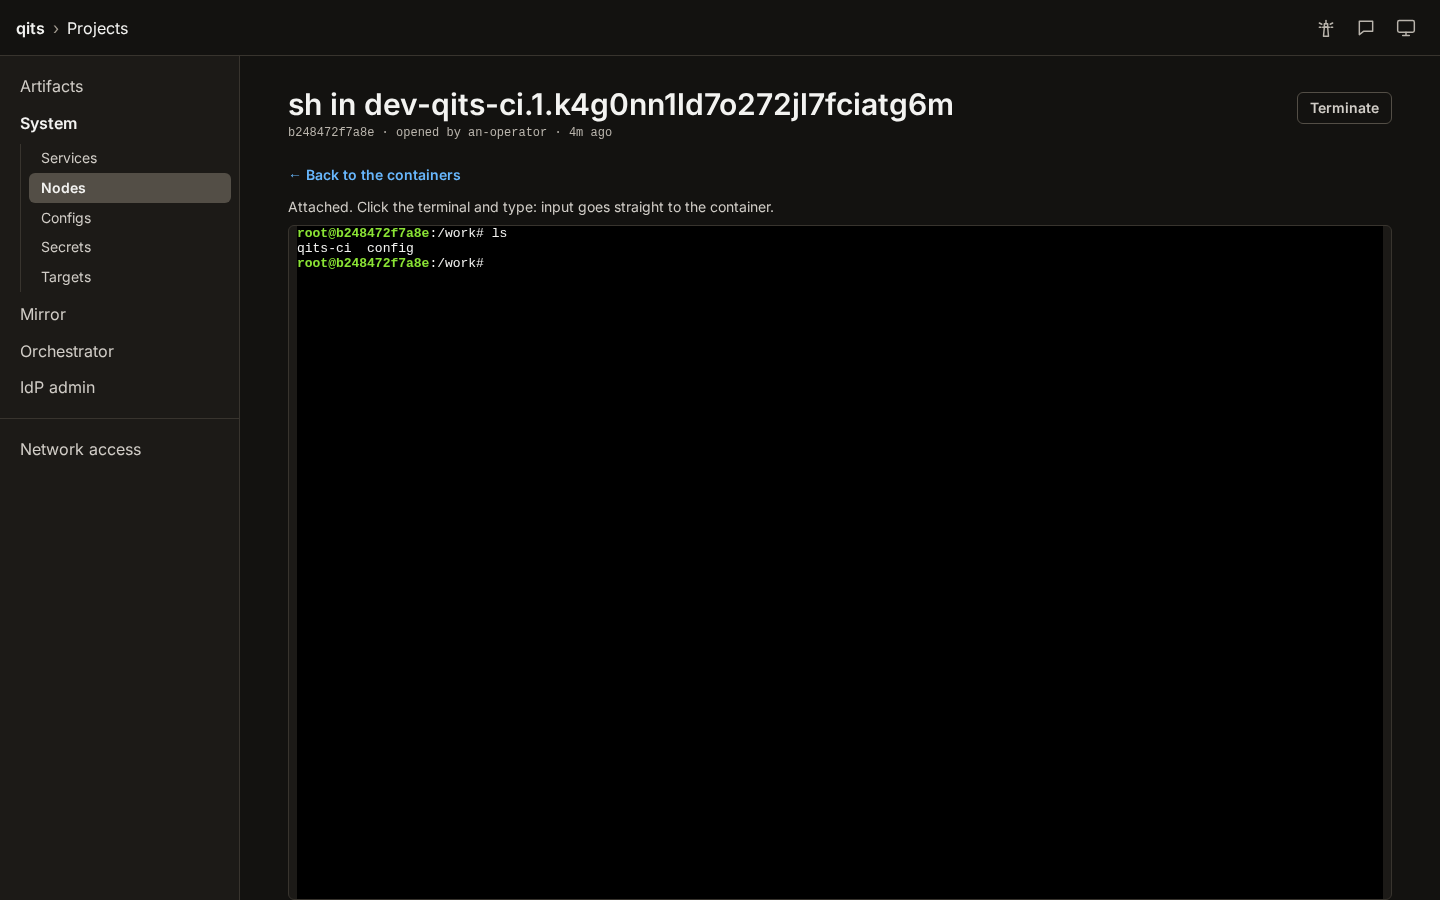 qits › Projects
Artifacts
System
Services
Nodes
Configs
Secrets
Targets
Mirror
Orchestrator
IdP admin
Network access
sh in dev-qits-ci.1.k4g0nn1ld7o272jl7fciatg6m
b248472f7a8e · opened by an-operator · 4m ago
Terminate
← Back to the containers
Attached. Click the terminal and type: input goes straight to the container.
root@b248472f7a8e:/work# ls
qits-ci  config
root@b248472f7a8e:/work#